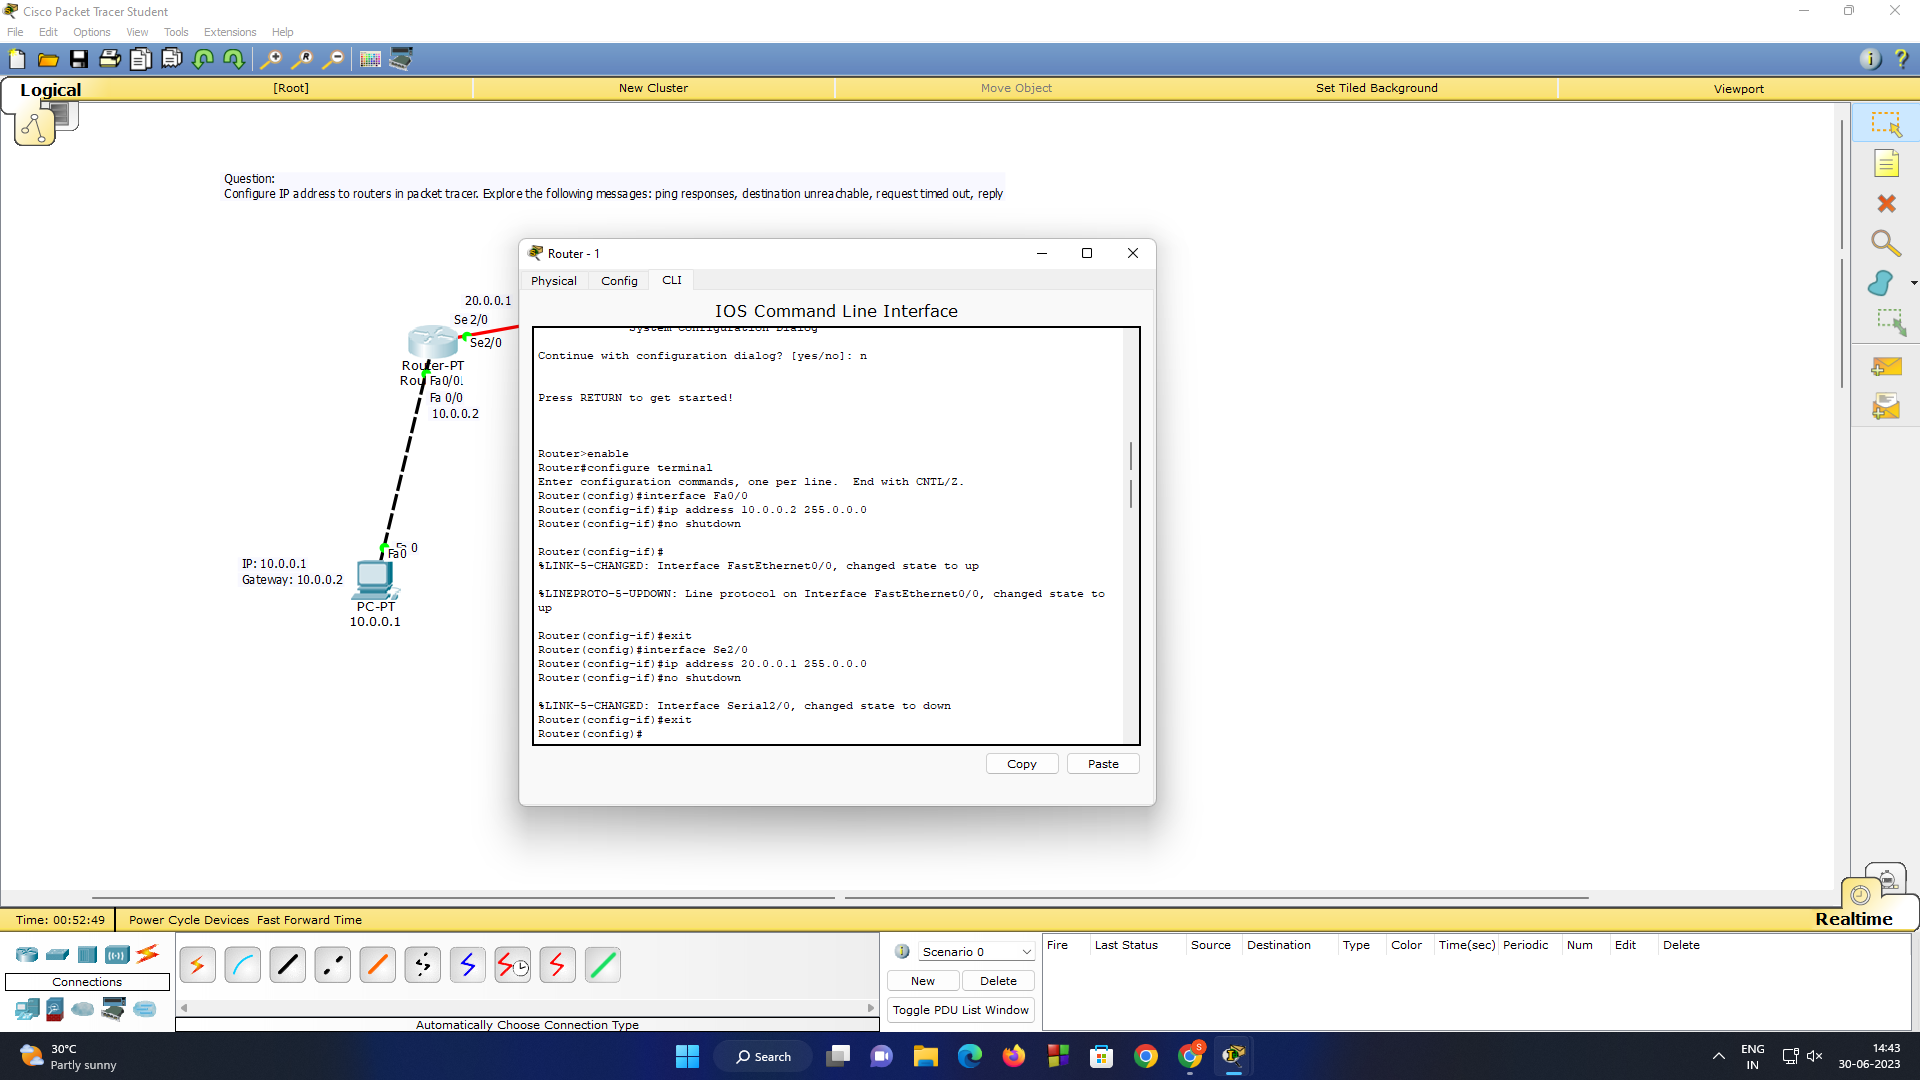 Cisco Packet Tracer Student
File Edit Options View Tools Extensions Help
Logical [Root] New Cluster Move Object Set Tiled Background Viewport
Question:
Configure IP address to routers in packet tracer. Explore the following messages: ping responses, destination unreachable, request timed out, reply
20.0.0.1
Se 2/0
Se2/0
Router-PT
Rou Fa0/0.
Fa 0/0
10.0.0.2
Fa0 0
IP: 10.0.0.1
Gateway: 10.0.0.2
PC-PT
10.0.0.1
Router - 1
Physical Config CLI
IOS Command Line Interface
System Configuration Dialog
Continue with configuration dialog? [yes/no]: n
Press RETURN to get started!
Router>enable
Router#configure terminal
Enter configuration commands, one per line.  End with CNTL/Z.
Router(config)#interface Fa0/0
Router(config-if)#ip address 10.0.0.2 255.0.0.0
Router(config-if)#no shutdown
Router(config-if)#
%LINK-5-CHANGED: Interface FastEthernet0/0, changed state to up
%LINEPROTO-5-UPDOWN: Line protocol on Interface FastEthernet0/0, changed state to
up
Router(config-if)#exit
Router(config)#interface Se2/0
Router(config-if)#ip address 20.0.0.1 255.0.0.0
Router(config-if)#no shutdown
%LINK-5-CHANGED: Interface Serial2/0, changed state to down
Router(config-if)#exit
Router(config)#
Copy Paste
Realtime
Time: 00:52:49 Power Cycle Devices Fast Forward Time
Connections
Automatically Choose Connection Type
Scenario 0
New Delete
Toggle PDU List Window
Fire Last Status Source Destination Type Color Time(sec) Periodic Num Edit Delete
30°C
Partly sunny
Search
S
ENG
IN
14:43
30-06-2023